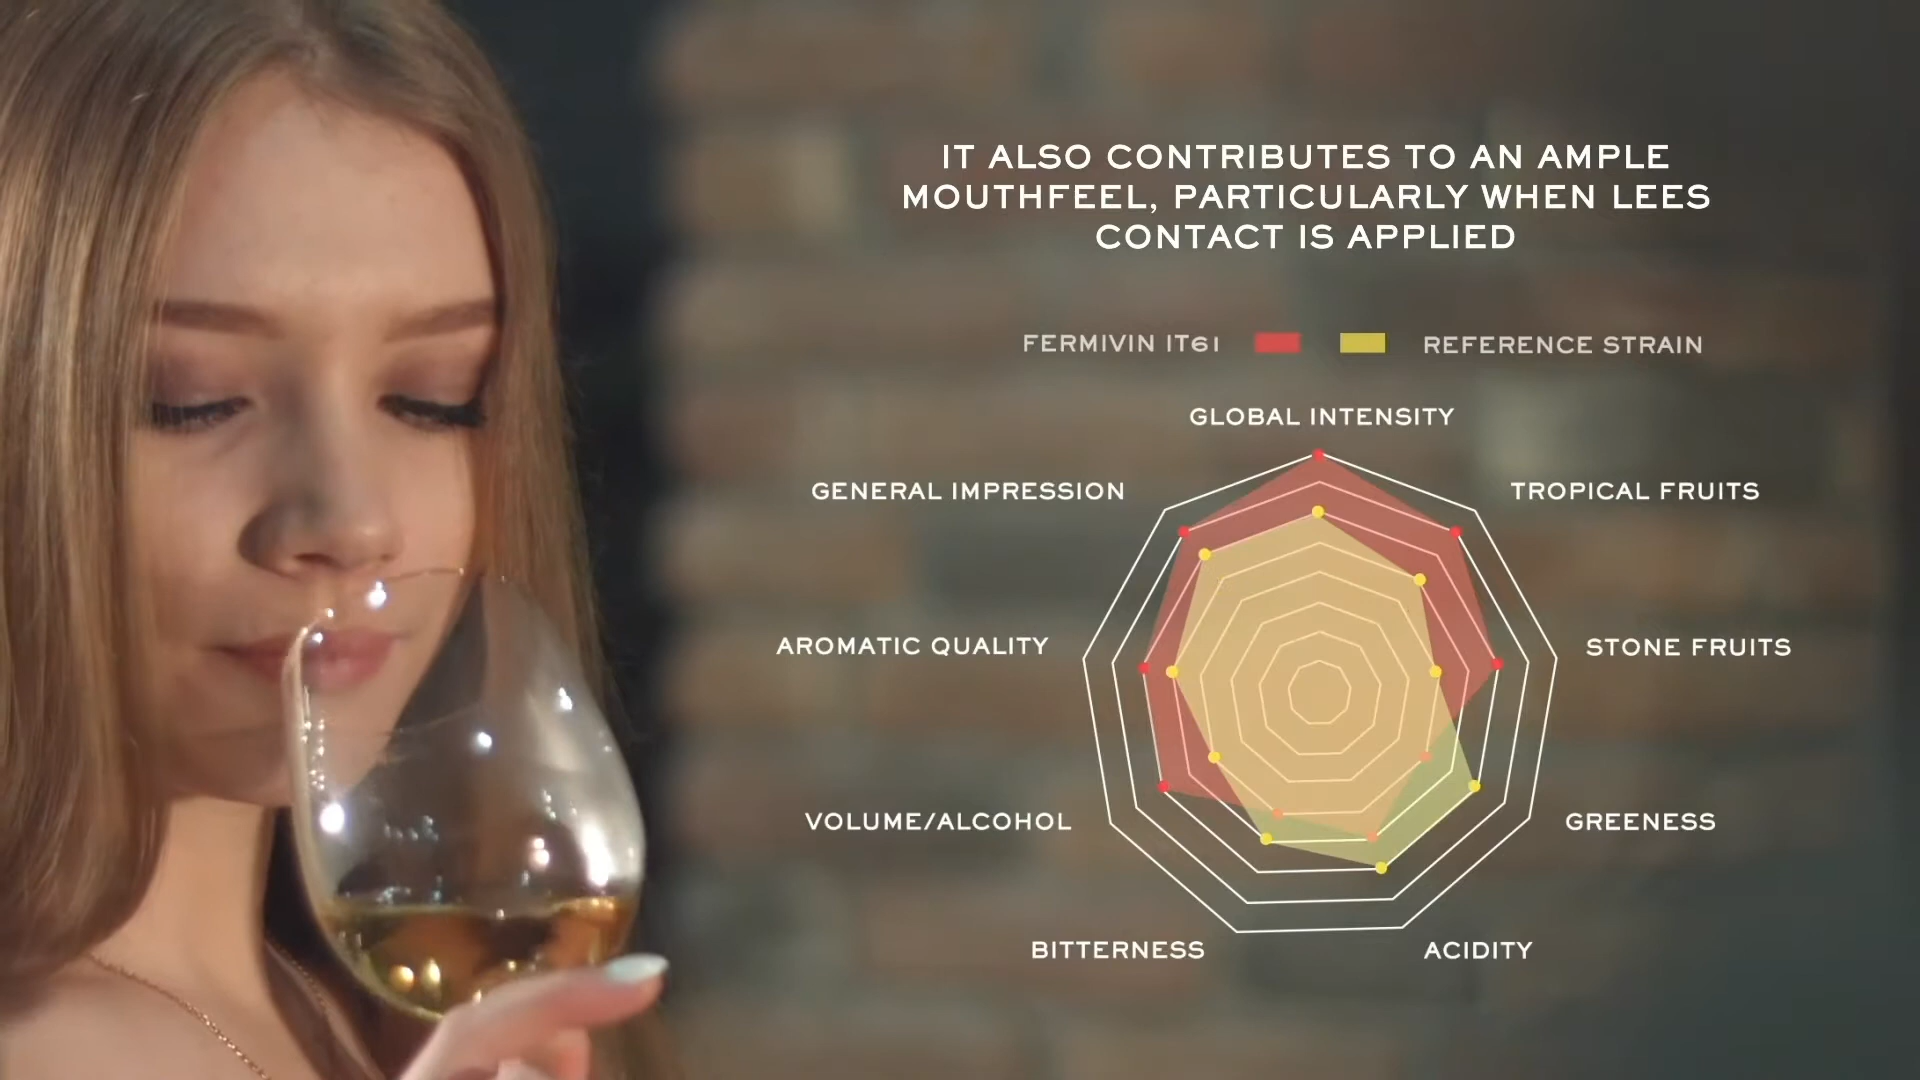 IT ALSO CONTRIBUTES TO AN AMPLE
MOUTHFEEL, PARTICULARLY WHEN LEES
CONTACT IS APPLIED
FERMIVIN IT61
REFERENCE STRAIN
GLOBAL INTENSITY
GENERAL IMPRESSION
TROPICAL FRUITS
AROMATIC QUALITY
STONE FRUITS
VOLUME/ALCOHOL
GREENESS
BITTERNESS
ACIDITY